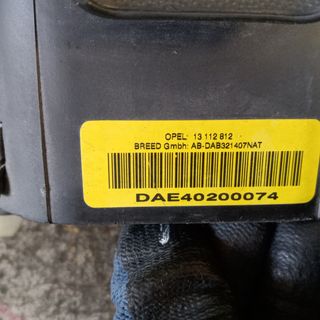 OPEL 13 112 812
BREED Gmbh: AB-DAB321407NAT
DAE40200074